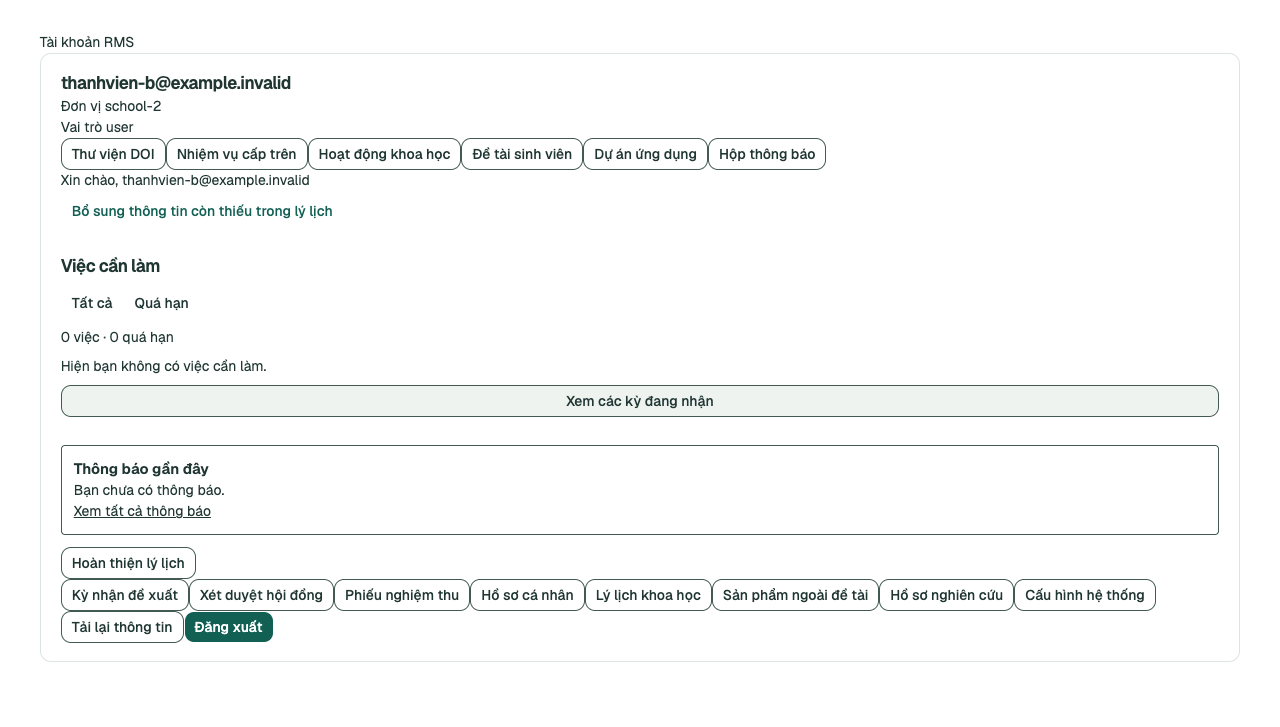 Tài khoản RMS
thanhvien-b@example.invalid
Đơn vị school-2
Vai trò user
Thư viện DOI Nhiệm vụ cấp trên Hoạt động khoa học Đề tài sinh viên Dự án ứng dụng Hộp thông báo
Xin chào, thanhvien-b@example.invalid
Bổ sung thông tin còn thiếu trong lý lịch
Việc cần làm
Tất cả Quá hạn
0 việc · 0 quá hạn
Hiện bạn không có việc cần làm.
Xem các kỳ đang nhận
Thông báo gần đây
Bạn chưa có thông báo.
Xem tất cả thông báo
Hoàn thiện lý lịch
Kỳ nhận đề xuất Xét duyệt hội đồng Phiếu nghiệm thu Hồ sơ cá nhân Lý lịch khoa học Sản phẩm ngoài đề tài Hồ sơ nghiên cứu Cấu hình hệ thống
Tải lại thông tin Đăng xuất